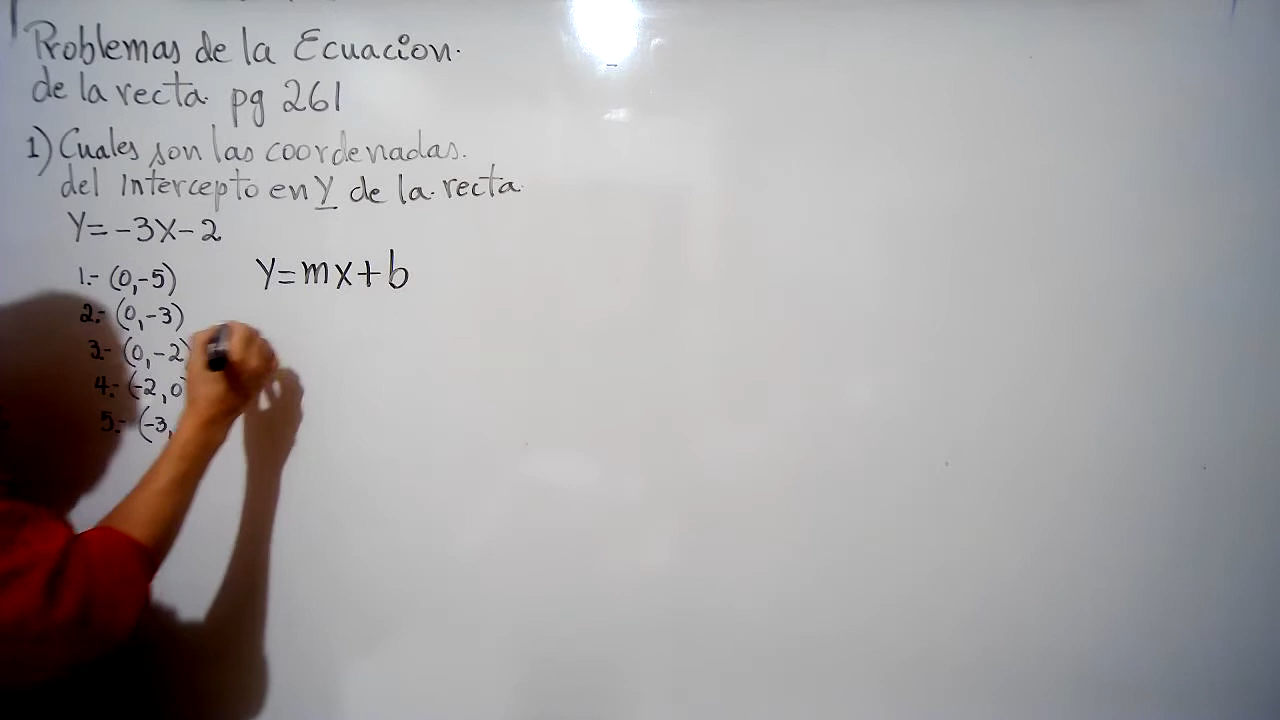 Problemas de la Ecuacion.
de la recta. pg 261
1) Cuales son las coordenadas.
del Intercepto en Y de la recta.
Y=-3X-2
1.- (0,-5)
Y=mx+b
2.- (0,-3)
3- (0,-2)
4.- (-2,0
5.- (-3,